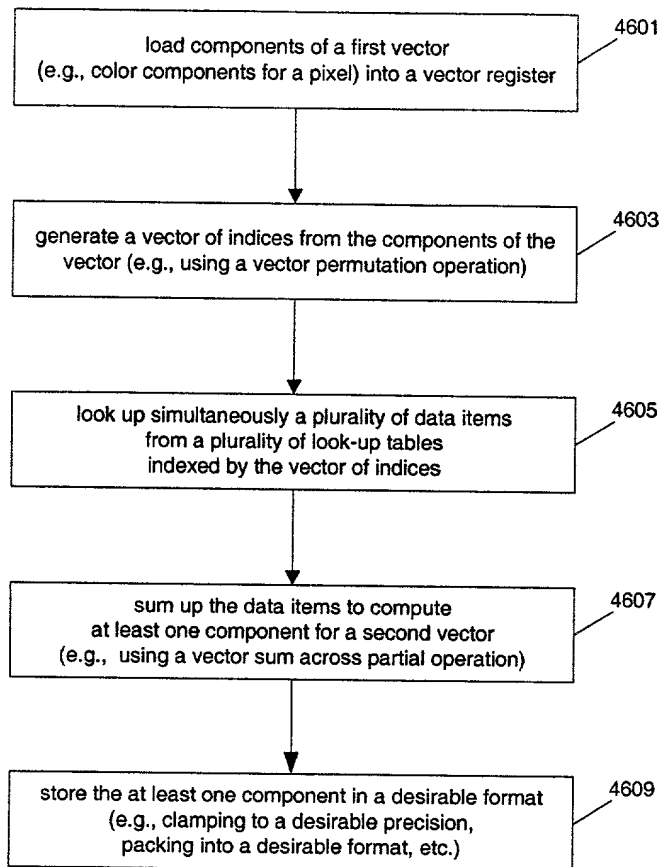 4601
load components of a first vector
(e.g., color components for a pixel) into a vector register
4603
generate a vector of indices from the components of the
vector (e.g., using a vector permutation operation)
4605
look up simultaneously a plurality of data items
from a plurality of look-up tables
indexed by the vector of indices
4607
sum up the data items to compute
at least one component for a second vector
(e.g., using a vector sum across partial operation)
4609
store the at least one component in a desirable format
(e.g., clamping to a desirable precision,
packing into a desirable format, etc.)